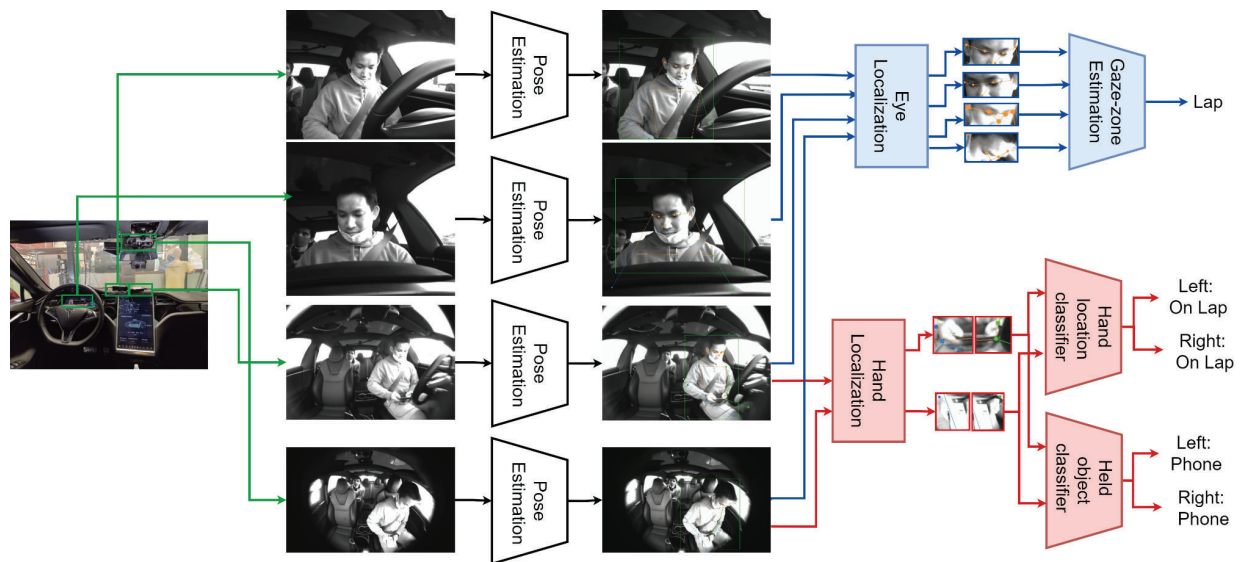 Pose
Estimation
Pose
Estimation
Pose
Estimation
Pose
Estimation
Eye
Localization
Gaze-zone
Estimation
Lap
Hand
Localization
Hand
location
classifier
Left:
On Lap
Right:
On Lap
Held
object
classifier
Left:
Phone
Right:
Phone